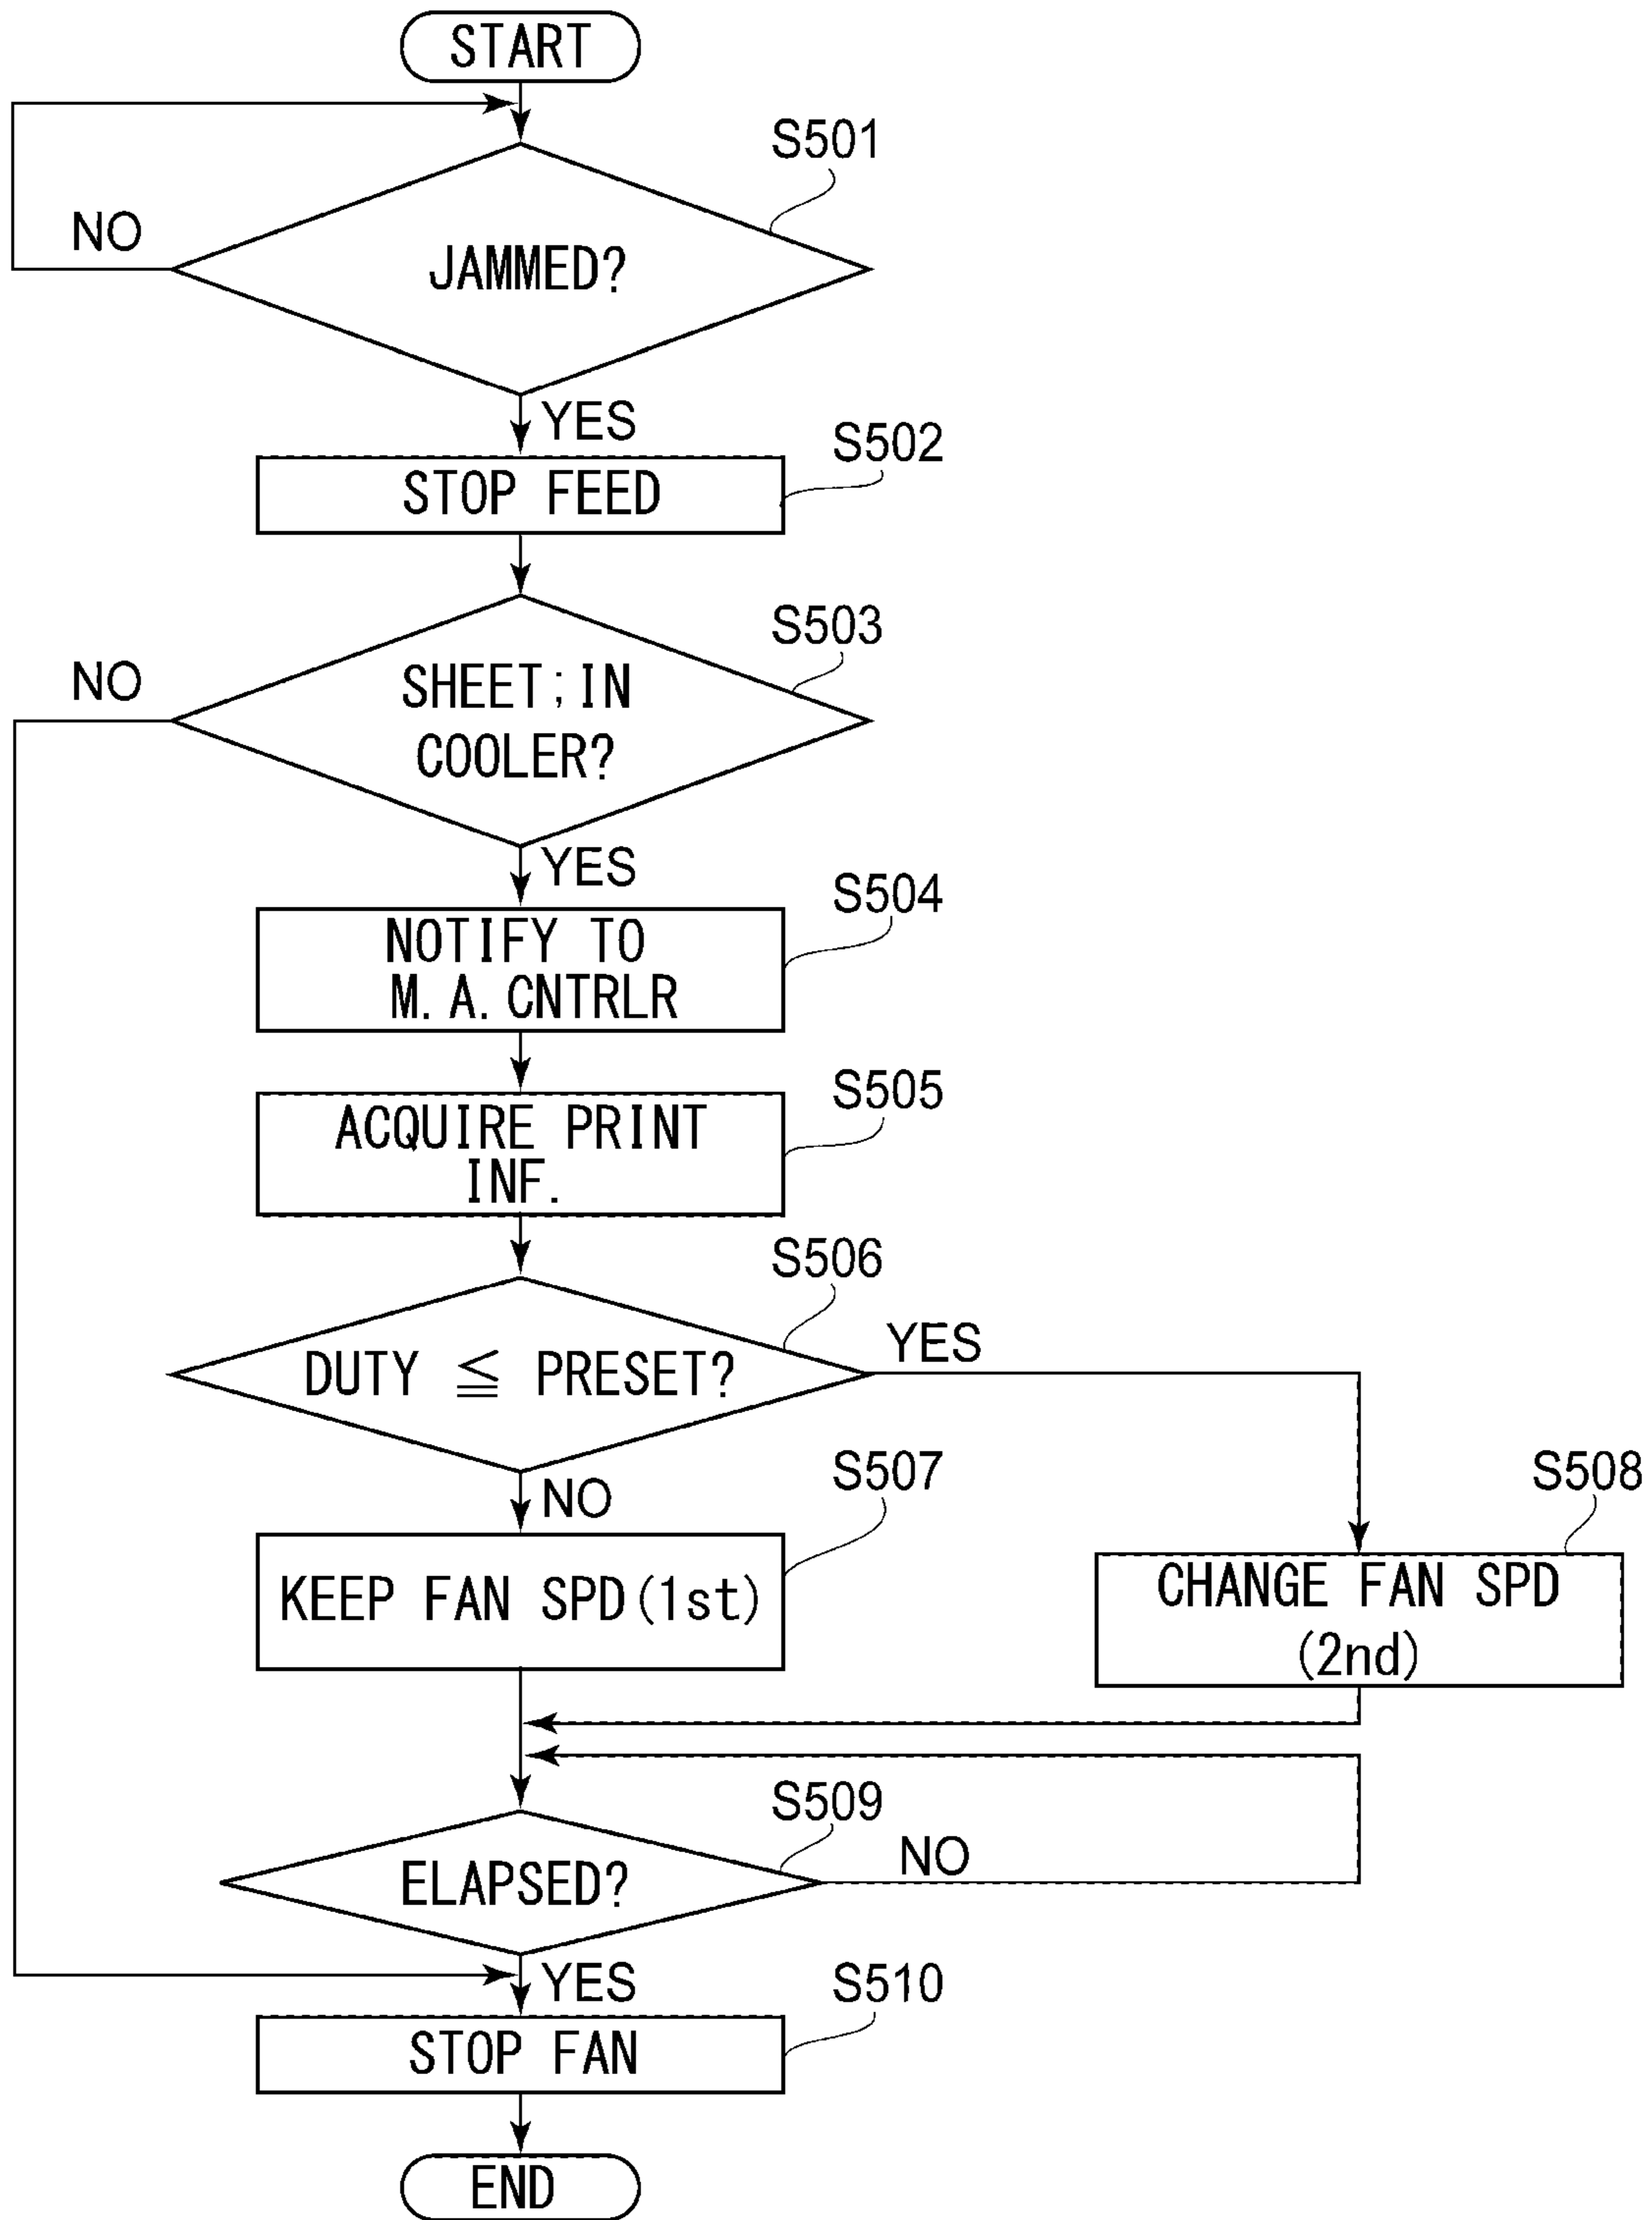 START
S501
NO
JAMMED?
YES
S502
STOP FEED
S503
NO
SHEET;IN
COOLER?
YES
S504
NOTIFY TO
M. A. CNTRLR
S505
ACQUIRE PRINT
INF.
S506
YES
DUTY ≦ PRESET?
S507
S508
NO
KEEP FAN SPD(1st)
CHANGE FAN SPD
(2nd)
S509
NO
ELAPSED?
YES
S510
STOP FAN
END